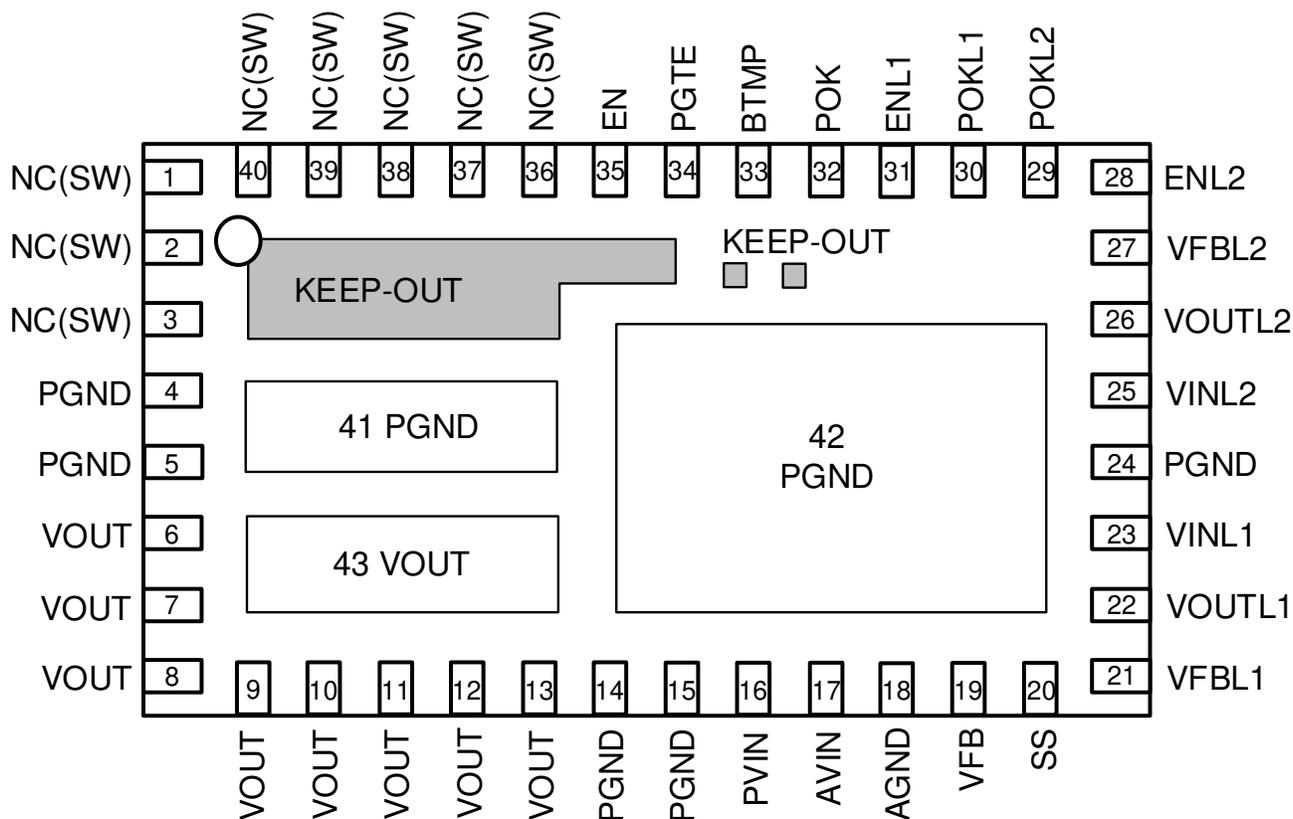 NC(SW) NC(SW) NC(SW) NC(SW) NC(SW) EN PGTE BTMP POK ENL1 POKL1 POKL2
40 39 38 37 36 35 34 33 32 31 30 29
NC(SW) 1
28 ENL2
NC(SW) 2
KEEP-OUT
27 VFBL2
KEEP-OUT
NC(SW) 3
26 VOUTL2
PGND 4
25 VINL2
41 PGND
42
PGND
PGND 5
24 PGND
VOUT 6
23 VINL1
43 VOUT
VOUT 7
22 VOUTL1
VOUT 8
21 VFBL1
9 10 11 12 13 14 15 16 17 18 19 20
VOUT VOUT VOUT VOUT VOUT PGND PGND PVIN AVIN AGND VFB SS